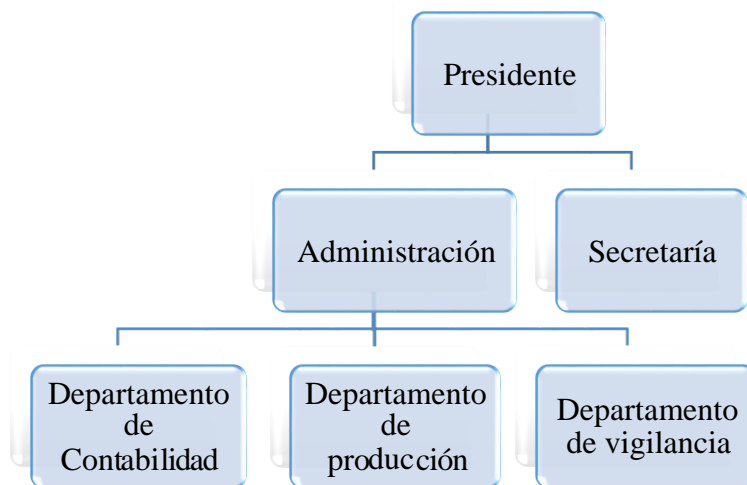 Presidente
Administración
Secretaría
Departamento
de
Contabilidad
Departamento
de
producción
Departamento
de vigilancia